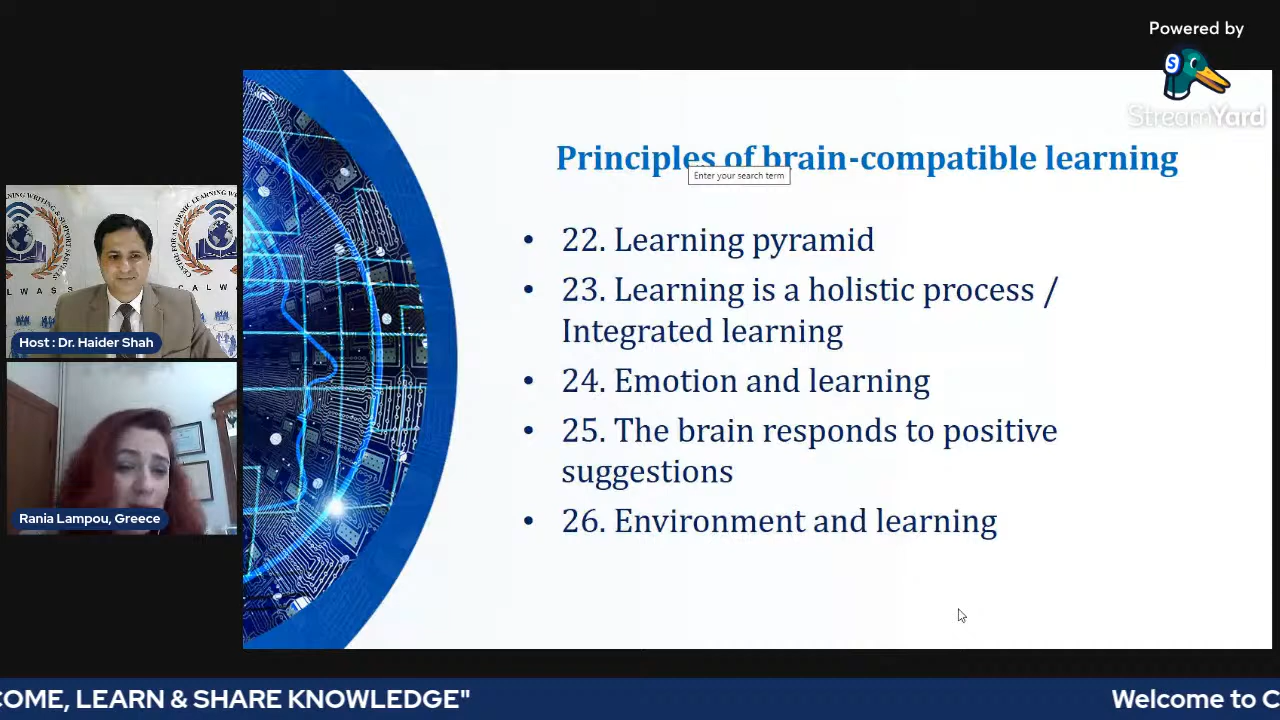 Powered by
StreamYard
Principles of brain-compatible learning
Enter your search term
• 22. Learning pyramid
• 23. Learning is a holistic process /
Integrated learning
• 24. Emotion and learning
• 25. The brain responds to positive
suggestions
• 26. Environment and learning
CALWASS
Host : Dr. Haider Shah
Rania Lampou, Greece
COME, LEARN & SHARE KNOWLEDGE"
Welcome to C